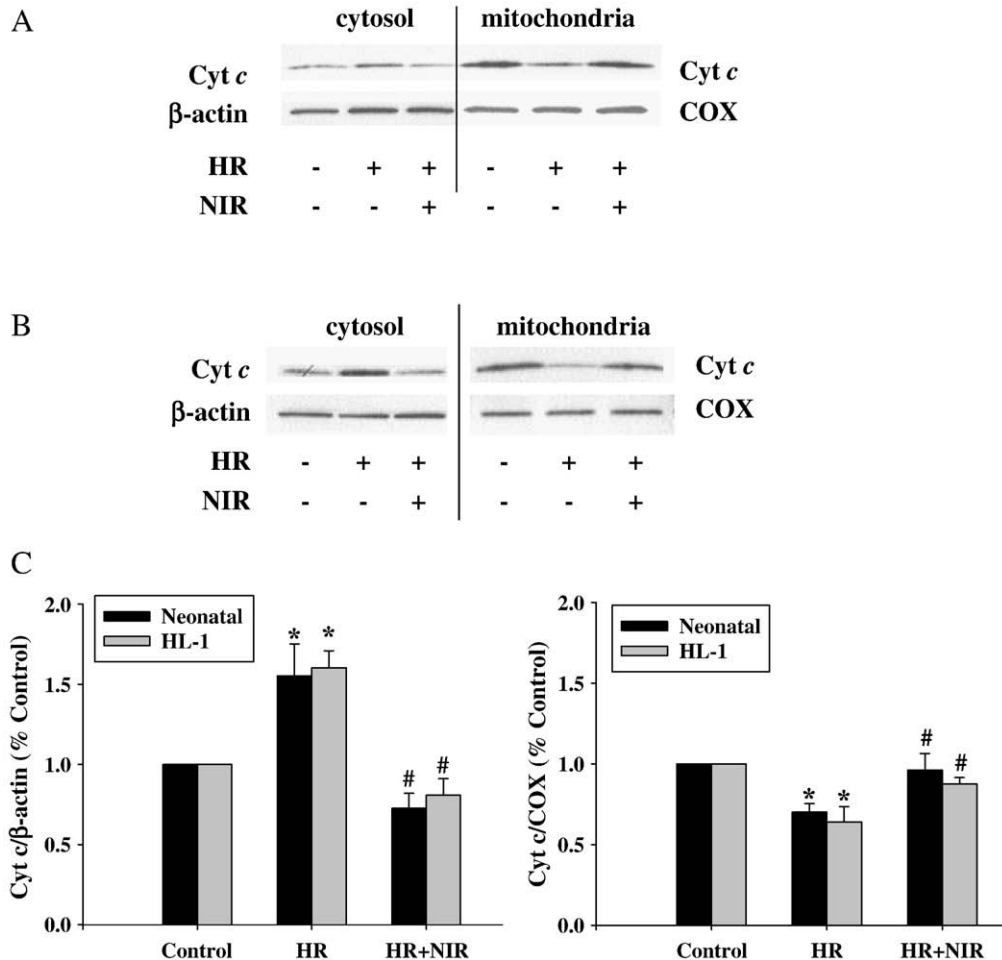 A
cytosol mitochondria
Cyt c Cyt c
β-actin COX
HR - + + - + +
NIR - - + - - +
B
cytosol mitochondria
Cyt c Cyt c
β-actin COX
HR - + + - + +
NIR - - + - - +
C
Cyt c/β-actin (% Control)
2.0
1.5
1.0
0.5
0.0
Neonatal
HL-1
* *
# #
Control HR HR+NIR
Cyt c/COX (% Control)
2.0
1.5
1.0
0.5
0.0
Neonatal
HL-1
* *
# #
Control HR HR+NIR